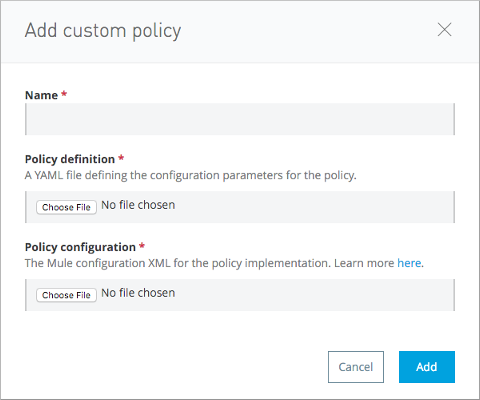 Add custom policy
Name *
Policy definition *
A YAML file defining the configuration parameters for the policy.
Choose File No file chosen
Policy configuration *
The Mule configuration XML for the policy implementation. Learn more here.
Choose File No file chosen
Cancel Add